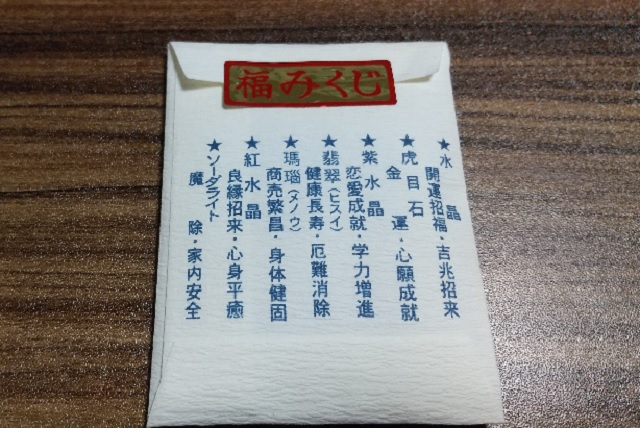 福みくじ
★水晶
開運招福・吉兆招来
★虎目石
金運・心願成就
★紫水晶
恋愛成就・学力増進
★翡翠(ヒスイ)
健康長寿・厄難消除
★瑪瑙(メノウ)
商売繁昌・身体健固
★紅水晶
良縁招来・心身平癒
★ソーダライト
魔除・家内安全